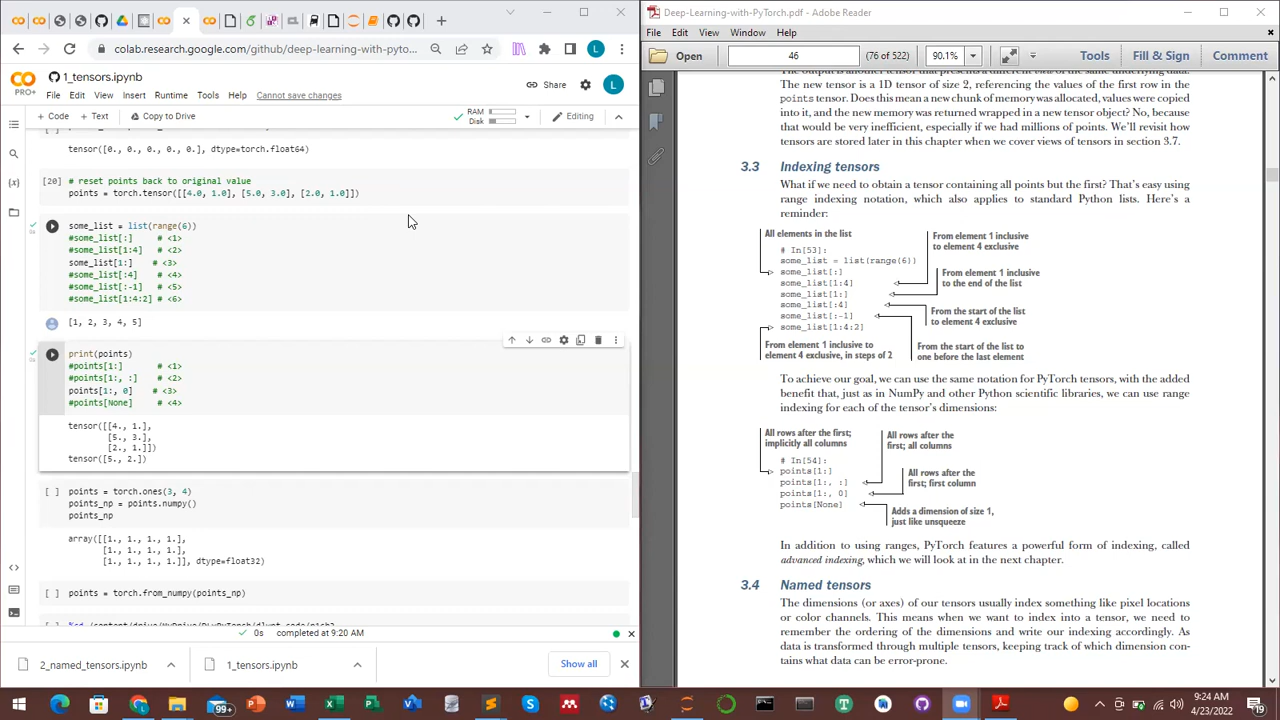 colab.research.google.com/github/deep-learning-with-pyto...
L
PRO+
1_tensors.ipynb
File Edit View Insert Runtime Tools Help Cannot save changes
Share
L
+ Code + Text Copy to Drive
RAM
Disk
Editing
tensor([0., 0., 0., 0., 0.], dtype=torch.float64)
[20] # reset points back to original value
points = torch.tensor([[4.0, 1.0], [5.0, 3.0], [2.0, 1.0]])
some_list = list(range(6))
#some_list[:] # <1>
#some_list[1:4] # <2>
some_list[1:] # <3>
#some_list[:4] # <4>
#some_list[:-1] # <5>
#some_list[1:4:2] # <6>
[1, 2, 3, 4, 5]
print(points)
#points[1:] # <1>
#points[1:, :] # <2>
points[1:, 0] # <3>
#points[None] # <4>
tensor([[4., 1.],
[5., 3.],
[2., 1.]])
tensor([5., 2.])
[ ] points = torch.ones(3, 4)
points_np = points.numpy()
points_np
array([[1., 1., 1., 1.],
[1., 1., 1., 1.],
[1., 1., 1., 1.]], dtype=float32)
[ ] points = torch.from_numpy(points_np)
0s completed at 9:20 AM
2_named_tensors.ipynb
1_tensors.ipynb
Show all
Deep-Learning-with-PyTorch.pdf - Adobe Reader
File Edit View Window Help
Open
46
(76 of 522)
90.1%
Tools Fill & Sign Comment
The output is another tensor that presents a different view of the same underlying data.
The new tensor is a 1D tensor of size 2, referencing the values of the first row in the
points tensor. Does this mean a new chunk of memory was allocated, values were copied
into it, and the new memory was returned wrapped in a new tensor object? No, because
that would be very inefficient, especially if we had millions of points. We'll revisit how
tensors are stored later in this chapter when we cover views of tensors in section 3.7.
3.3 Indexing tensors
What if we need to obtain a tensor containing all points but the first? That's easy using
range indexing notation, which also applies to standard Python lists. Here's a
reminder:
All elements in the list
# In[53]:
some_list = list(range(6))
some_list[:]
some_list[1:4]
some_list[1:]
some_list[:4]
some_list[:-1]
some_list[1:4:2]
From element 1 inclusive
to element 4 exclusive
From element 1 inclusive
to the end of the list
From the start of the list
to element 4 exclusive
From element 1 inclusive to
element 4 exclusive, in steps of 2
From the start of the list to
one before the last element
To achieve our goal, we can use the same notation for PyTorch tensors, with the added
benefit that, just as in NumPy and other Python scientific libraries, we can use range
indexing for each of the tensor's dimensions:
All rows after the first;
implicitly all columns
# In[54]:
points[1:]
points[1:, :]
points[1:, 0]
points[None]
All rows after the
first; all columns
All rows after the
first; first column
Adds a dimension of size 1,
just like unsqueeze
In addition to using ranges, PyTorch features a powerful form of indexing, called
advanced indexing, which we will look at in the next chapter.
3.4 Named tensors
The dimensions (or axes) of our tensors usually index something like pixel locations
or color channels. This means when we want to index into a tensor, we need to
remember the ordering of the dimensions and write our indexing accordingly. As
data is transformed through multiple tensors, keeping track of which dimension con-
tains what data can be error-prone.
99+
9:24 AM
4/23/2022
19